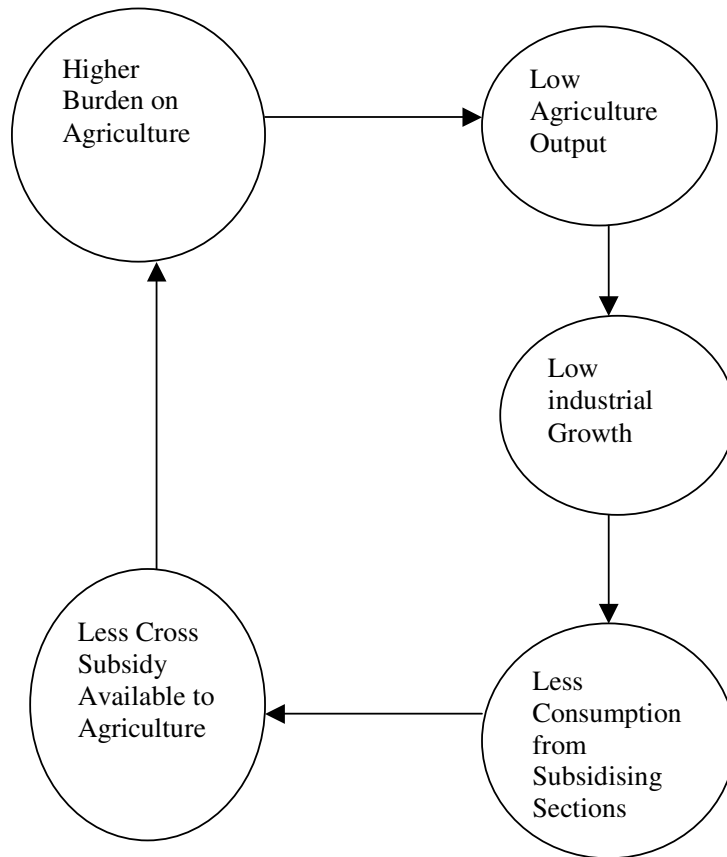 Higher
Burden on
Agriculture
Low
Agriculture
Output
Low
industrial
Growth
Less
Consumption
from
Subsidising
Sections
Less Cross
Subsidy
Available to
Agriculture